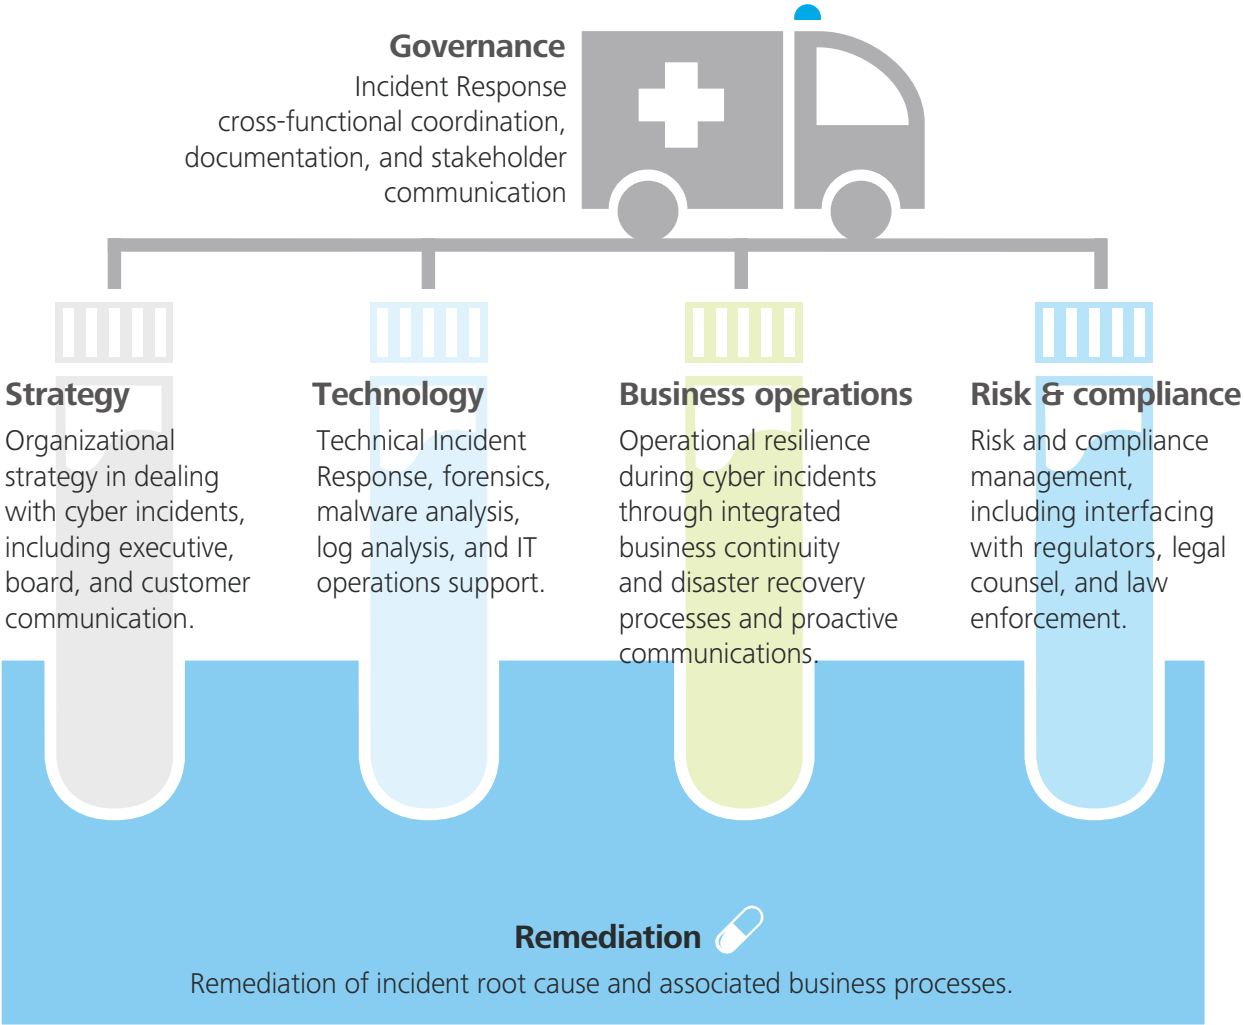 Governance
Incident Response
cross-functional coordination,
documentation, and stakeholder
communication
Strategy
Organizational
strategy in dealing
with cyber incidents,
including executive,
board, and customer
communication.
Technology
Technical Incident
Response, forensics,
malware analysis,
log analysis, and IT
operations support.
Business operations
Operational resilience
during cyber incidents
through integrated
business continuity
and disaster recovery
processes and proactive
communications.
Risk & compliance
Risk and compliance
management,
including interfacing
with regulators, legal
counsel, and law
enforcement.
Remediation
Remediation of incident root cause and associated business processes.